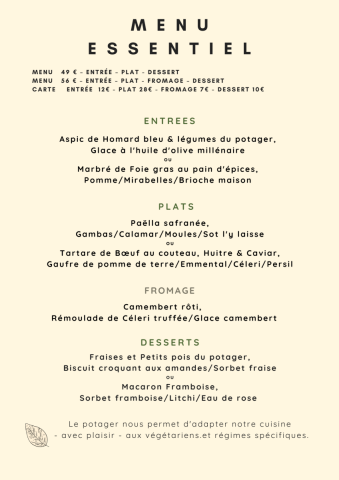 MENU
ESSENTIEL
MENU 49 € - ENTRÉE - PLAT - DESSERT
MENU 56 € - ENTRÉE - PLAT - FROMAGE - DESSERT
CARTE ENTRÉE 12€ - PLAT 28€ - FROMAGE 7€ - DESSERT 10€
ENTREES
Aspic de Homard bleu & légumes du potager,
Glace à l'huile d'olive millénaire
ou
Marbré de Foie gras au pain d'épices,
Pomme/Mirabelles/Brioche maison
PLATS
Paëlla safranée,
Gambas/Calamar/Moules/Sot l'y laisse
ou
Tartare de Bœuf au couteau, Huitre & Caviar,
Gaufre de pomme de terre/Emmental/Céleri/Persil
FROMAGE
Camembert rôti,
Rémoulade de Céleri truffée/Glace camembert
DESSERTS
Fraises et Petits pois du potager,
Biscuit croquant aux amandes/Sorbet fraise
ou
Macaron Framboise,
Sorbet framboise/Litchi/Eau de rose
Le potager nous permet d'adapter notre cuisine
- avec plaisir - aux végétariens.et régimes spécifiques.